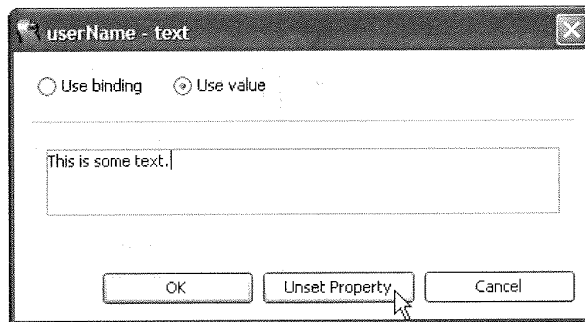 userName - text
Use binding Use value
This is some text.
OK Unset Property Cancel